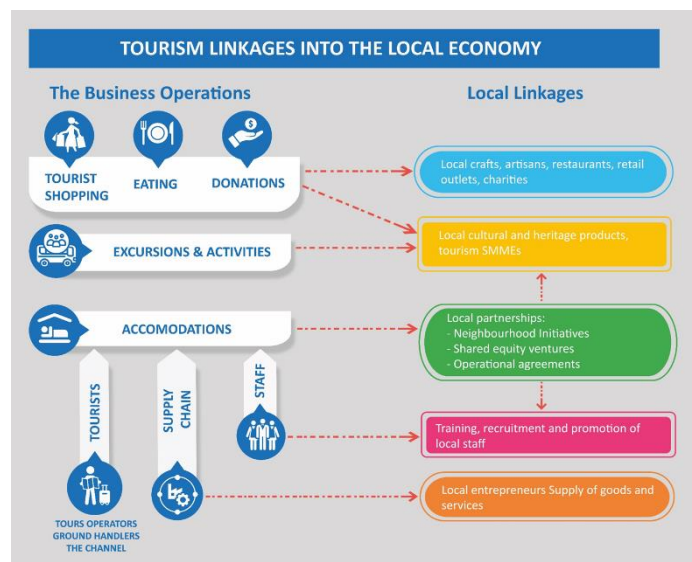 TOURISM LINKAGES INTO THE LOCAL ECONOMY
The Business Operations
Local Linkages
TOURIST
SHOPPING
EATING
DONATIONS
Local crafts, artisans, restaurants, retail
outlets, charities
EXCURSIONS & ACTIVITIES
Local cultural and heritage products,
tourism SMMEs
ACCOMODATIONS
Local partnerships:
- Neighbourhood Initiatives
- Shared equity ventures
- Operational agreements
TOURISTS
SUPPLY
CHAIN
STAFF
Training, recruitment and promotion of
local staff
Local entrepreneurs Supply of goods and
services
TOURS OPERATORS
GROUND HANDLERS
THE CHANNEL